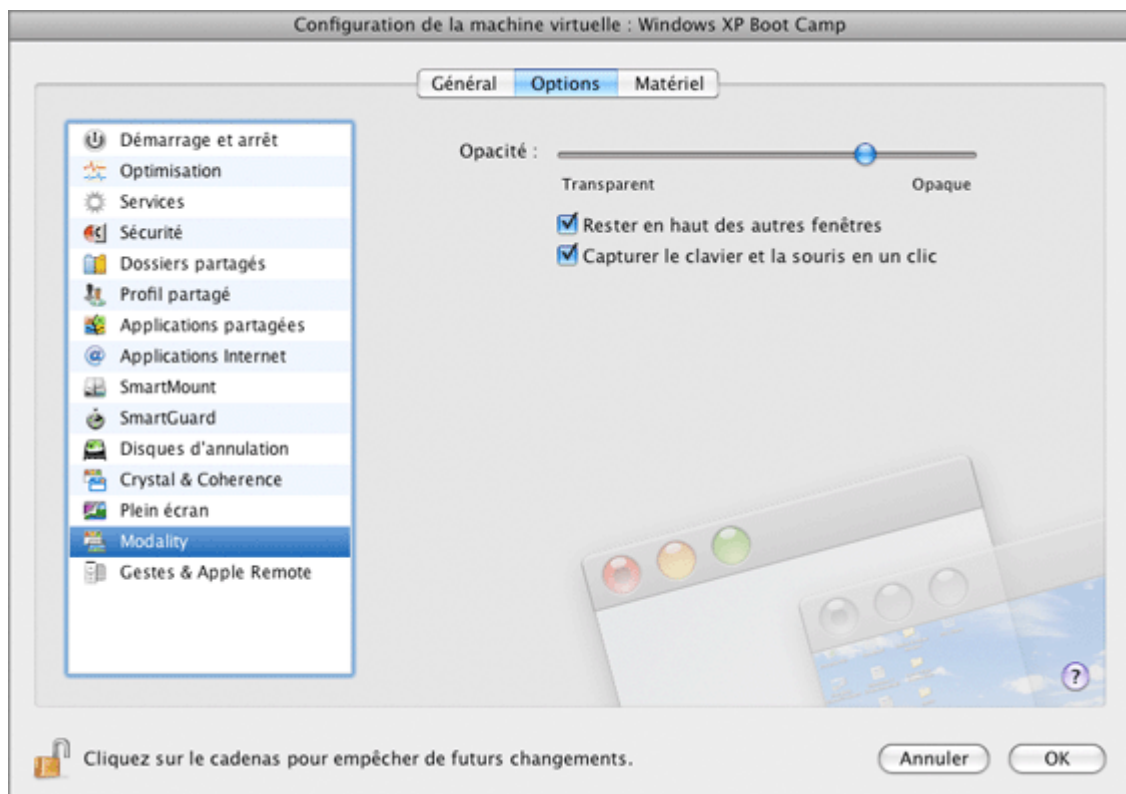 Configuration de la machine virtuelle : Windows XP Boot Camp
Général Options Matériel
Démarrage et arrêt
Optimisation
Services
Sécurité
Dossiers partagés
Profil partagé
Applications partagées
Applications Internet
SmartMount
SmartGuard
Disques d'annulation
Crystal & Coherence
Plein écran
Modality
Gestes & Apple Remote
Opacité :
Transparent Opaque
Rester en haut des autres fenêtres
Capturer le clavier et la souris en un clic
?
Cliquez sur le cadenas pour empêcher de futurs changements.
Annuler OK